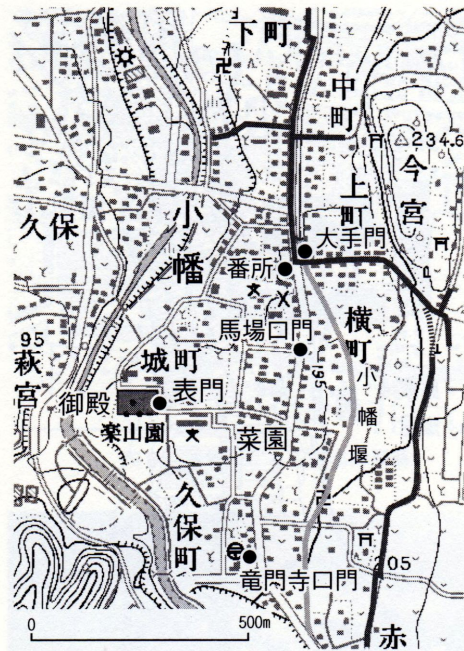 下町
中町
234.6
今宮
上町
小幡
久保
大手門
番所
馬場口門
横町
195
95
萩宮
城町
表門
御殿
楽山園
菜園
小幡堰
久保町
竜門寺口門
205
赤
0
500m